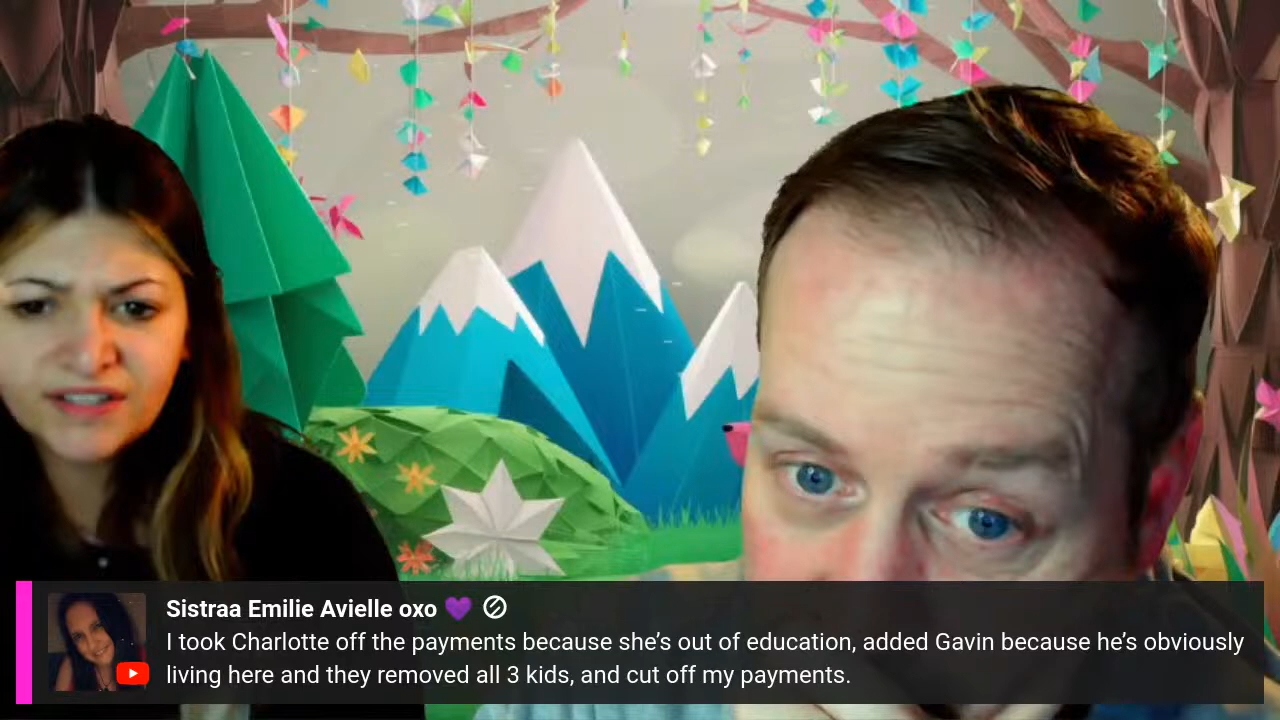 Sistraa Emilie Avielle oxo 💜
I took Charlotte off the payments because she’s out of education, added Gavin because he’s obviously
living here and they removed all 3 kids, and cut off my payments.